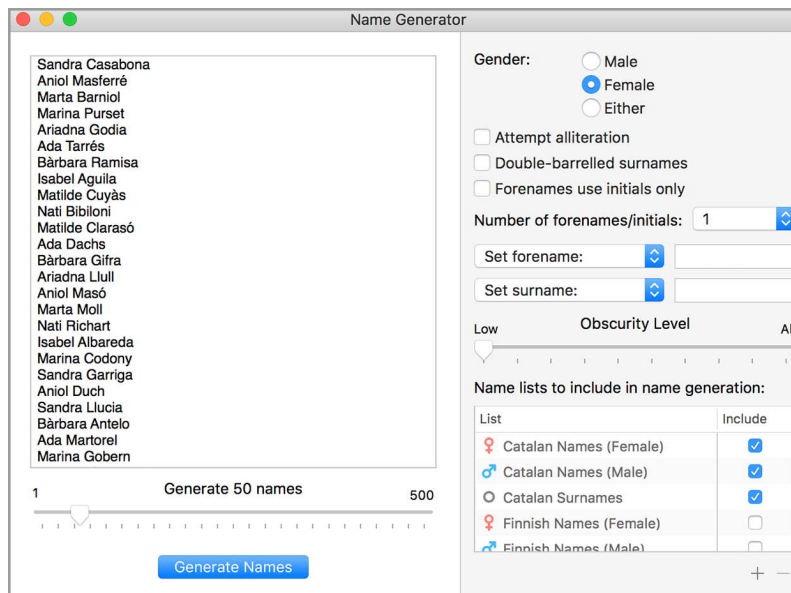 Name Generator
Sandra Casabona
Aniol Masferré
Marta Barniol
Marina Purset
Ariadna Godia
Ada Tarrés
Bàrbara Ramisa
Isabel Aguila
Matilde Cuyàs
Nati Bibiloni
Matilde Clarasó
Ada Dachs
Bàrbara Gifra
Ariadna Llull
Aniol Masó
Marta Moll
Nati Richart
Isabel Albareda
Marina Codony
Sandra Garriga
Aniol Duch
Sandra Llucia
Bàrbara Antelo
Ada Martorel
Marina Gobern
1 Generate 50 names 500
Generate Names
Gender: Male
Female
Either
Attempt alliteration
Double-barrelled surnames
Forenames use initials only
Number of forenames/initials: 1
Set forename:
Set surname:
Low Obscurity Level
Name lists to include in name generation:
List Include
Catalan Names (Female)
Catalan Names (Male)
Catalan Surnames
Finnish Names (Female)
Finnish Names (Male)